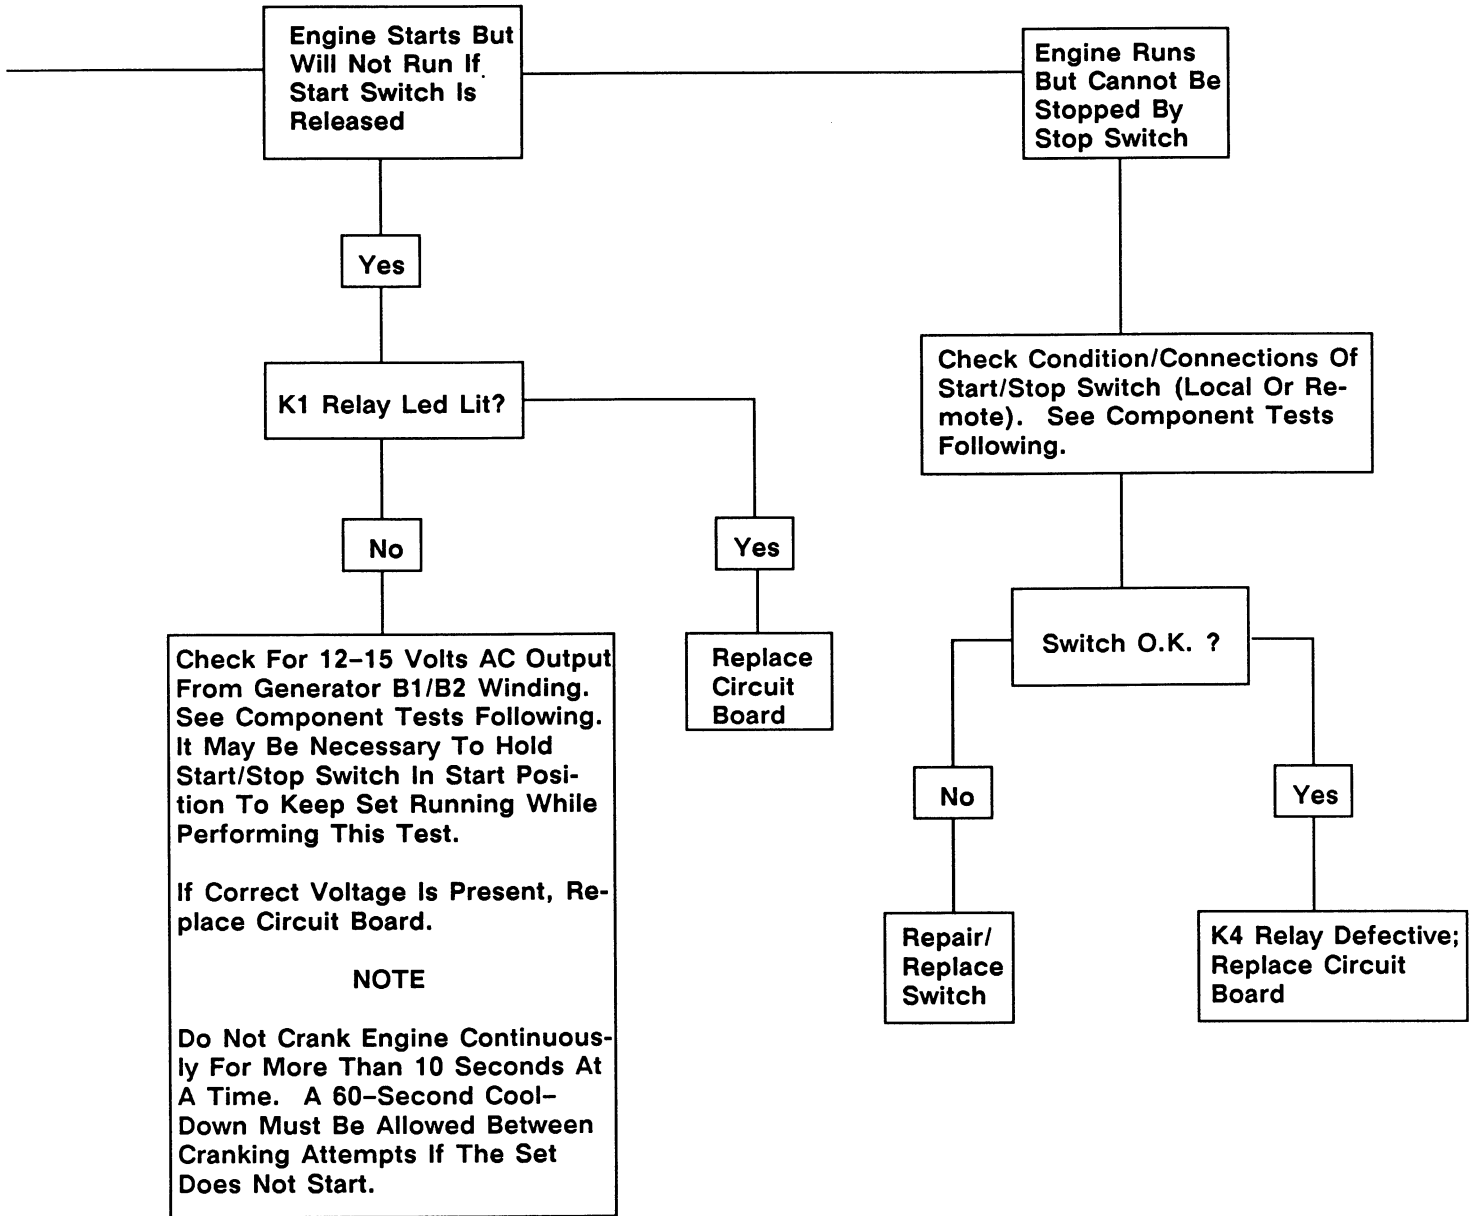 Engine Starts But
Will Not Run If
Start Switch Is
Released
Engine Runs
But Cannot Be
Stopped By
Stop Switch
Yes
K1 Relay Led Lit?
No
Yes
Check For 12–15 Volts AC Output
From Generator B1/B2 Winding.
See Component Tests Following.
It May Be Necessary To Hold
Start/Stop Switch In Start Posi-
tion To Keep Set Running While
Performing This Test.
If Correct Voltage Is Present, Re-
place Circuit Board.
NOTE
Do Not Crank Engine Continuous-
ly For More Than 10 Seconds At
A Time. A 60–Second Cool–
Down Must Be Allowed Between
Cranking Attempts If The Set
Does Not Start.
Replace
Circuit
Board
Check Condition/Connections Of
Start/Stop Switch (Local Or Re-
mote). See Component Tests
Following.
Switch O.K. ?
No
Yes
Repair/
Replace
Switch
K4 Relay Defective;
Replace Circuit
Board